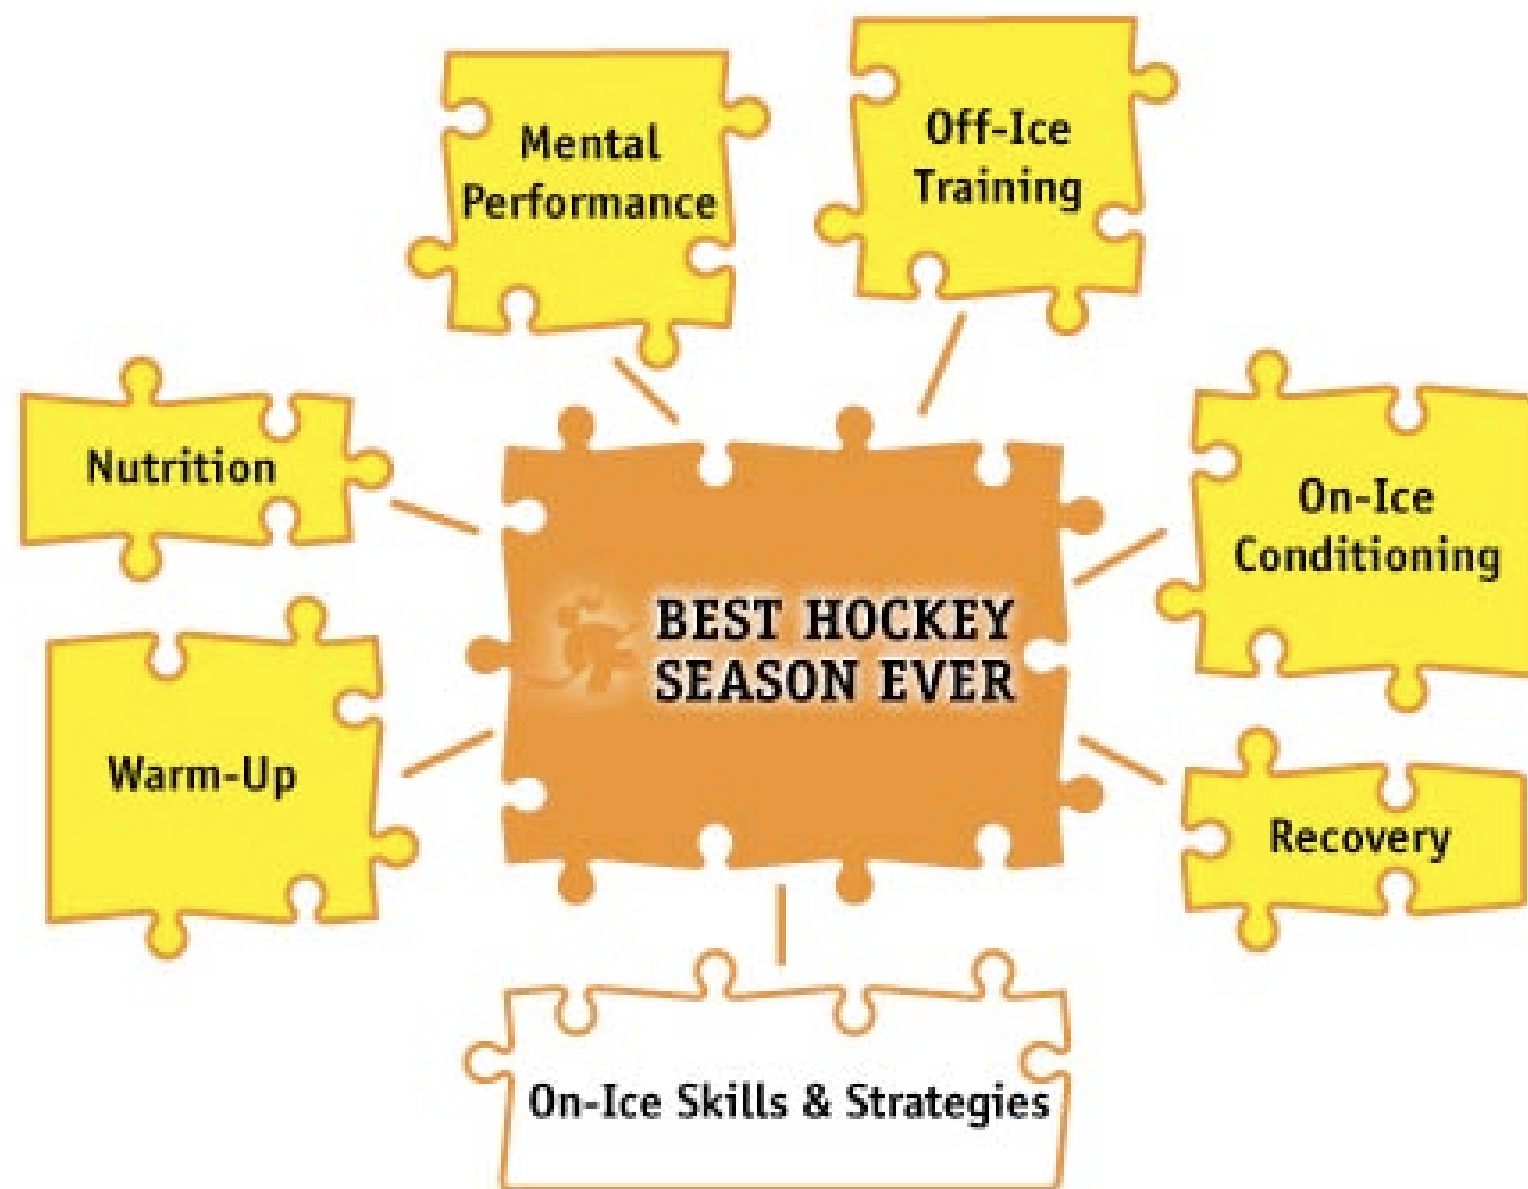 Mental
Performance
Off-Ice
Training
Nutrition
On-Ice
Conditioning
BEST HOCKEY
SEASON EVER
Warm-Up
Recovery
On-Ice Skills & Strategies